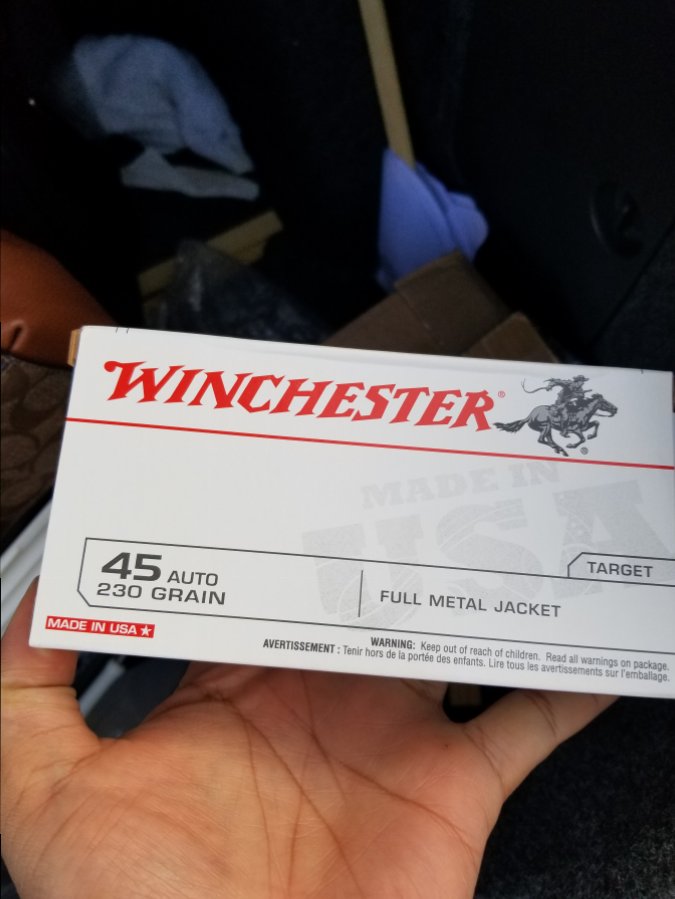 WINCHESTER®
®
MADE IN
USA
TARGET
45 AUTO
230 GRAIN
FULL METAL JACKET
MADE IN USA ★
WARNING: Keep out of reach of children. Read all warnings on package.
AVERTISSEMENT : Tenir hors de la portée des enfants. Lire tous les avertissements sur l'emballage.